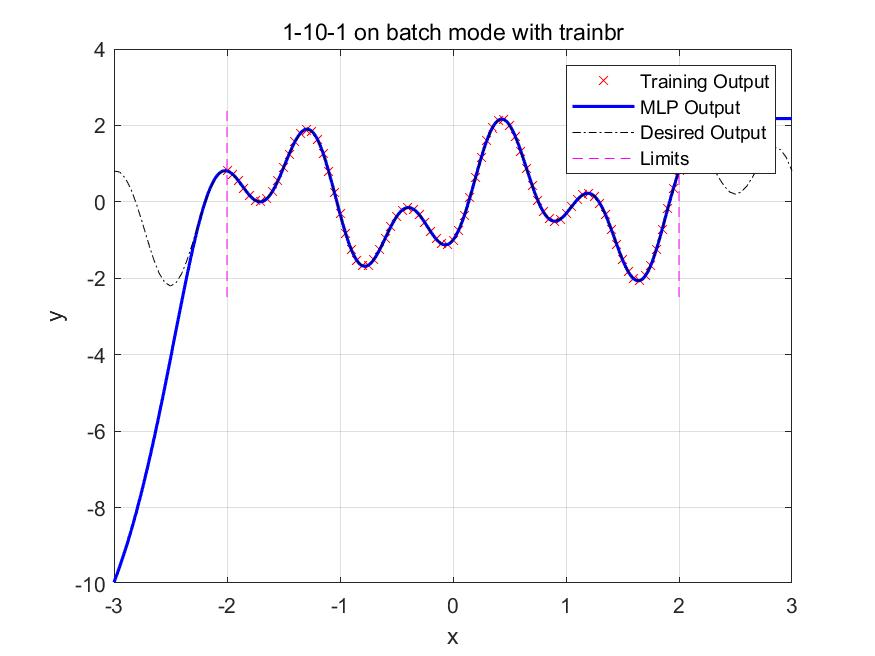 1-10-1 on batch mode with trainbr
Training Output
MLP Output
Desired Output
Limits
4
2
0
-2
-4
-6
-8
-10
y
-3 -2 -1 0 1 2 3
x